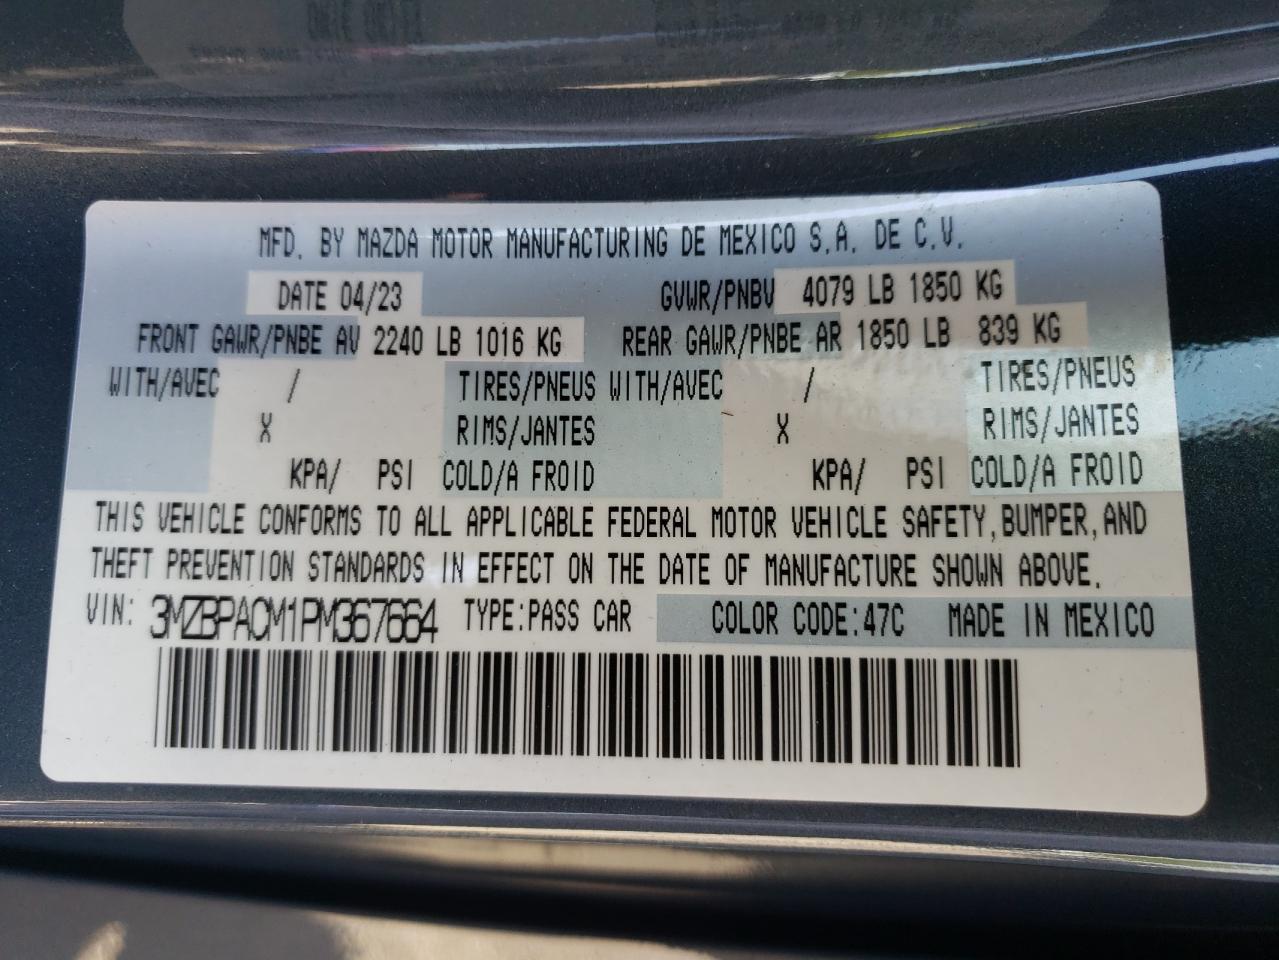 MFD. BY MAZDA MOTOR MANUFACTURING DE MEXICO S.A. DE C.V.
DATE 04/23 GVWR/PNBV 4079 LB 1850 KG
FRONT GAWR/PNBE AV 2240 LB 1016 KG REAR GAWR/PNBE AR 1850 LB 839 KG
WITH/AVEC / TIRES/PNEUS WITH/AVEC / TIRES/PNEUS
X RIMS/JANTES X RIMS/JANTES
KPA/ PSI COLD/A FROID KPA/ PSI COLD/A FROID
THIS VEHICLE CONFORMS TO ALL APPLICABLE FEDERAL MOTOR VEHICLE SAFETY, BUMPER, AND
THEFT PREVENTION STANDARDS IN EFFECT ON THE DATE OF MANUFACTURE SHOWN ABOVE.
VIN: 3MZBPACM1PM367664 TYPE:PASS CAR COLOR CODE:47C MADE IN MEXICO